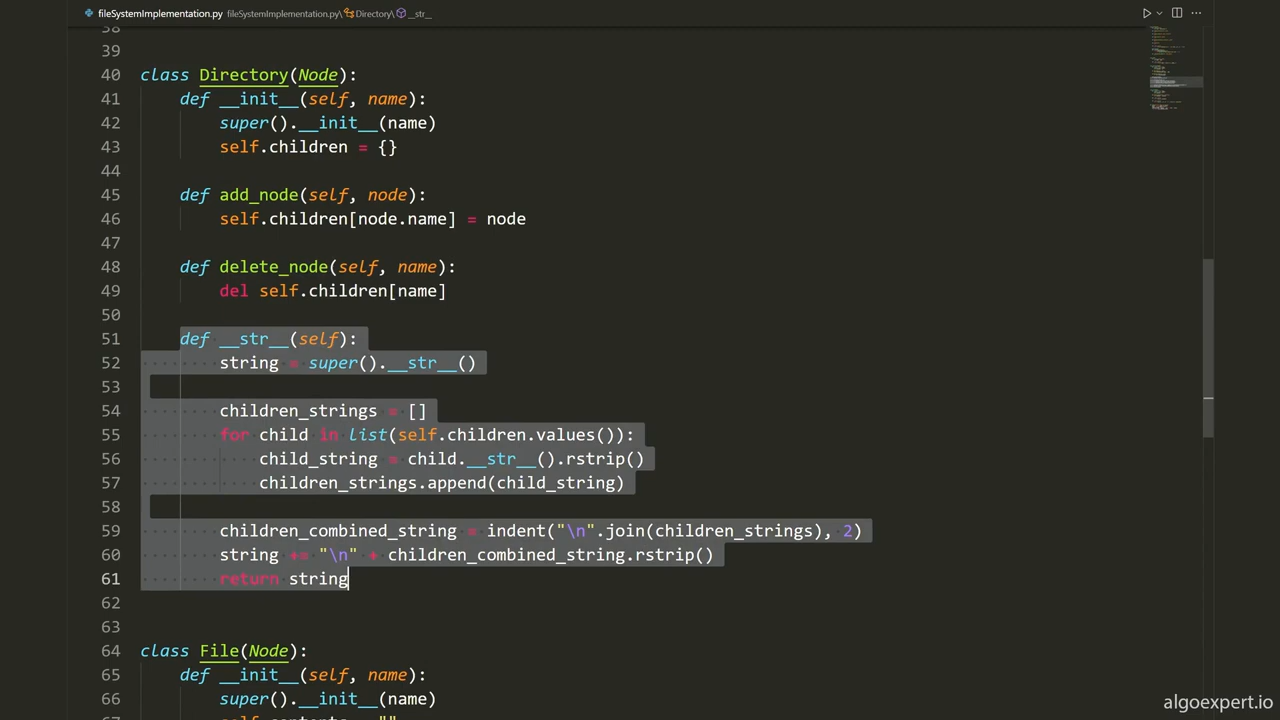 fileSystemImplementation.py fileSystemImplementation.py\Directory\__str__
38
39
40 class Directory(Node):
41     def __init__(self, name):
42         super().__init__(name)
43         self.children = {}
44
45     def add_node(self, node):
46         self.children[node.name] = node
47
48     def delete_node(self, name):
49         del self.children[name]
50
51     def __str__(self):
52         string = super().__str__()
53
54         children_strings = []
55         for child in list(self.children.values()):
56             child_string = child.__str__().rstrip()
57             children_strings.append(child_string)
58
59         children_combined_string = indent("\n".join(children_strings), 2)
60         string += "\n" + children_combined_string.rstrip()
61         return string
62
63
64 class File(Node):
65     def __init__(self, name):
66         super().__init__(name)
67         self.contents = ""
algoexpert.io